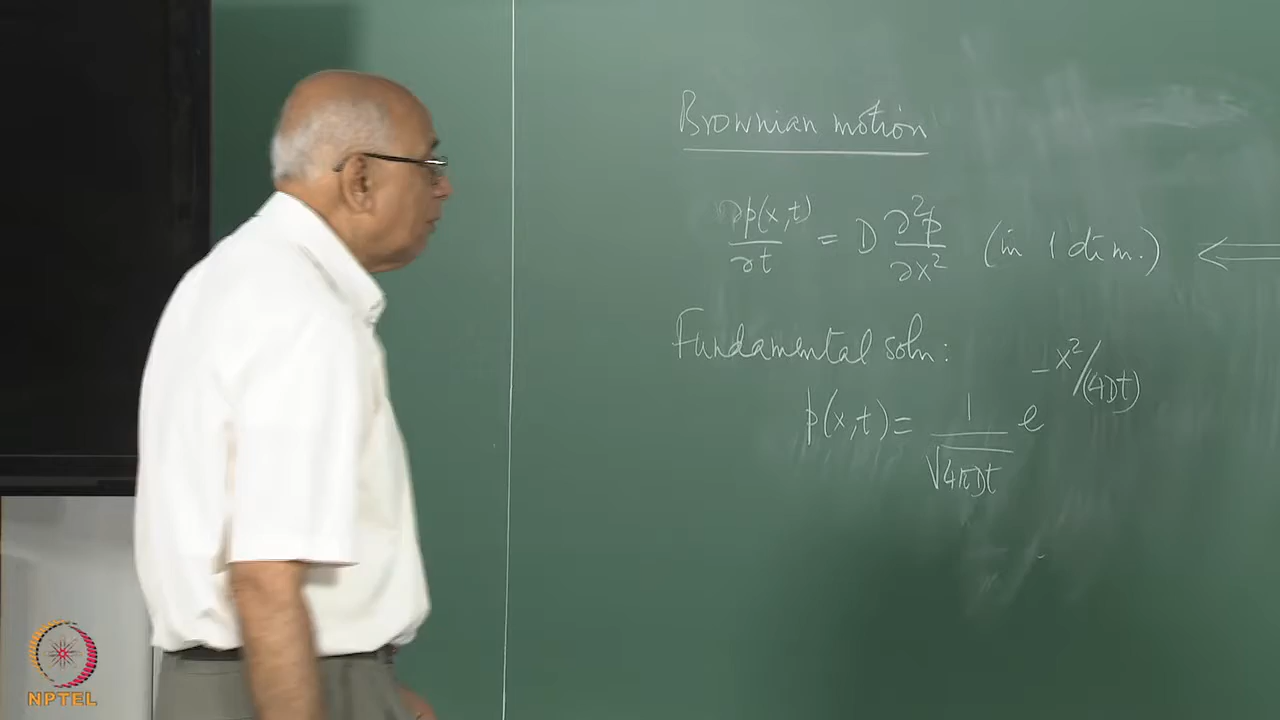 Brownian motion
∂p(x,t)/∂t = D ∂²p/∂x² (in 1 dim.) ⇐
Fundamental soln:
p(x,t) = 1/√(4πDt) e^(-x²/(4Dt))
NPTEL